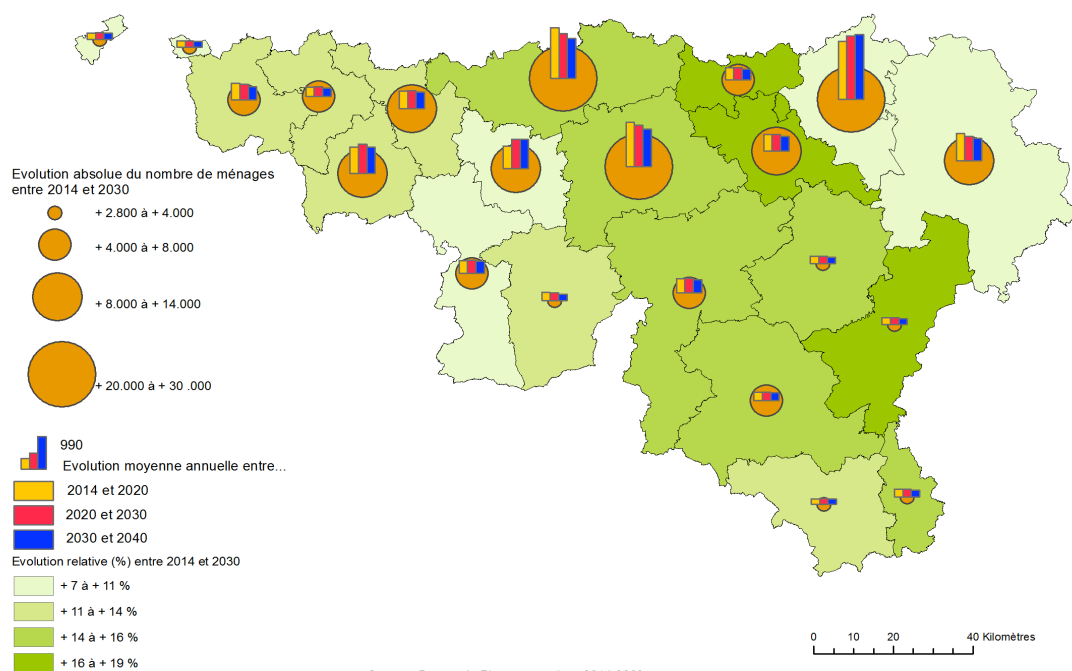 Evolution absolue du nombre de ménages
entre 2014 et 2030
+ 2.800 à + 4.000
+ 4.000 à + 8.000
+ 8.000 à + 14.000
+ 20.000 à + 30 .000
990
Evolution moyenne annuelle entre...
2014 et 2020
2020 et 2030
2030 et 2040
Evolution relative (%) entre 2014 et 2030
+ 7 à + 11 %
+ 11 à + 14 %
+ 14 à + 16 %
+ 16 à + 19 %
0 10 20 40 Kilomètres